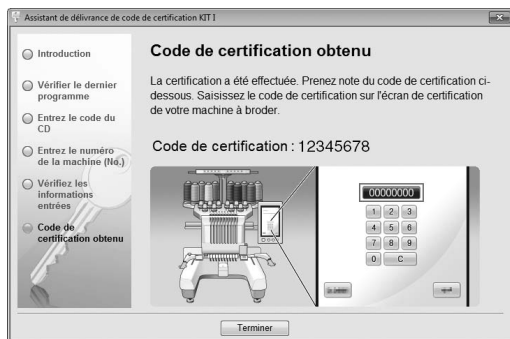 Assistant de délivrance de code de certification KIT I
Introduction
Vérifier le dernier
programme
Entrez le code du
CD
Entrez le numéro
de la machine (No.)
Vérifiez les
informations
entrées
Code de
certification obtenu
Code de certification obtenu
La certification a été effectuée. Prenez note du code de certification ci-
dessous. Saisissez le code de certification sur l'écran de certification
de votre machine à broder.
Code de certification : 12345678
00000000
1 2 3
4 5 6
7 8 9
0 C
Terminer